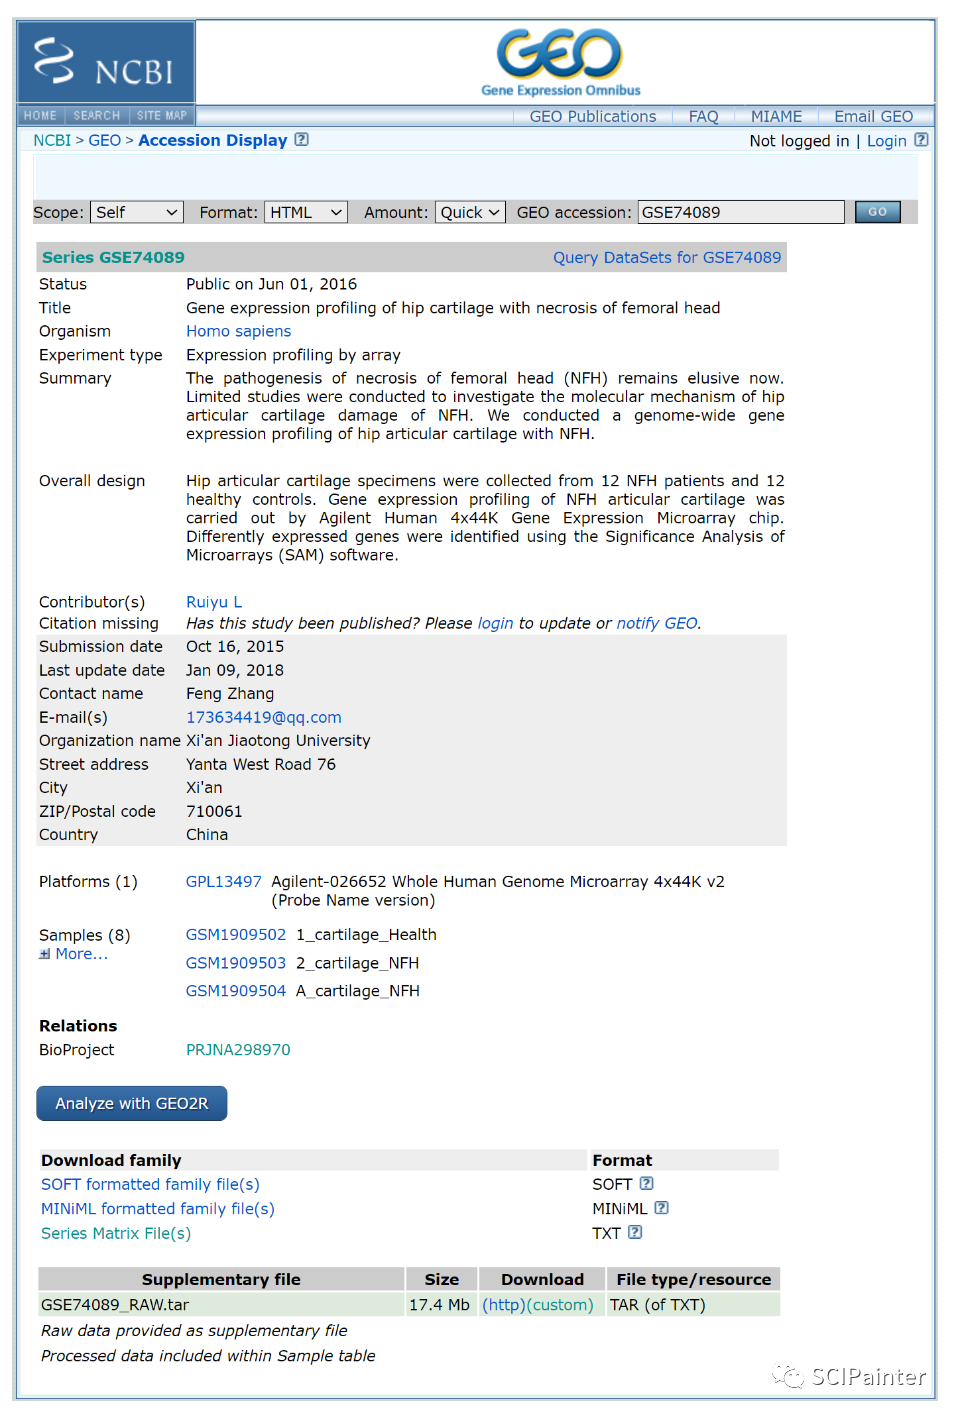 NCBI
GEO
Gene Expression Omnibus
HOME SEARCH SITE MAP
GEO Publications FAQ MIAME Email GEO
NCBI > GEO > Accession Display ?
Not logged in | Login ?
Scope: Self Format: HTML Amount: Quick GEO accession: GSE74089 GO
Series GSE74089 Query DataSets for GSE74089
Status Public on Jun 01, 2016
Title Gene expression profiling of hip cartilage with necrosis of femoral head
Organism Homo sapiens
Experiment type Expression profiling by array
Summary The pathogenesis of necrosis of femoral head (NFH) remains elusive now.
Limited studies were conducted to investigate the molecular mechanism of hip
articular cartilage damage of NFH. We conducted a genome-wide gene
expression profiling of hip articular cartilage with NFH.
Overall design Hip articular cartilage specimens were collected from 12 NFH patients and 12
healthy controls. Gene expression profiling of NFH articular cartilage was
carried out by Agilent Human 4x44K Gene Expression Microarray chip.
Differently expressed genes were identified using the Significance Analysis of
Microarrays (SAM) software.
Contributor(s) Ruiyu L
Citation missing Has this study been published? Please login to update or notify GEO.
Submission date Oct 16, 2015
Last update date Jan 09, 2018
Contact name Feng Zhang
E-mail(s) 173634419@qq.com
Organization name Xi'an Jiaotong University
Street address Yanta West Road 76
City Xi'an
ZIP/Postal code 710061
Country China
Platforms (1) GPL13497 Agilent-026652 Whole Human Genome Microarray 4x44K v2
(Probe Name version)
Samples (8) GSM1909502 1_cartilage_Health
More...
GSM1909503 2_cartilage_NFH
GSM1909504 A_cartilage_NFH
Relations
BioProject PRJNA298970
Analyze with GEO2R
Download family Format
SOFT formatted family file(s) SOFT ?
MINiML formatted family file(s) MINiML ?
Series Matrix File(s) TXT ?
Supplementary file Size Download File type/resource
GSE74089_RAW.tar 17.4 Mb (http)(custom) TAR (of TXT)
Raw data provided as supplementary file
Processed data included within Sample table
SCIPainter